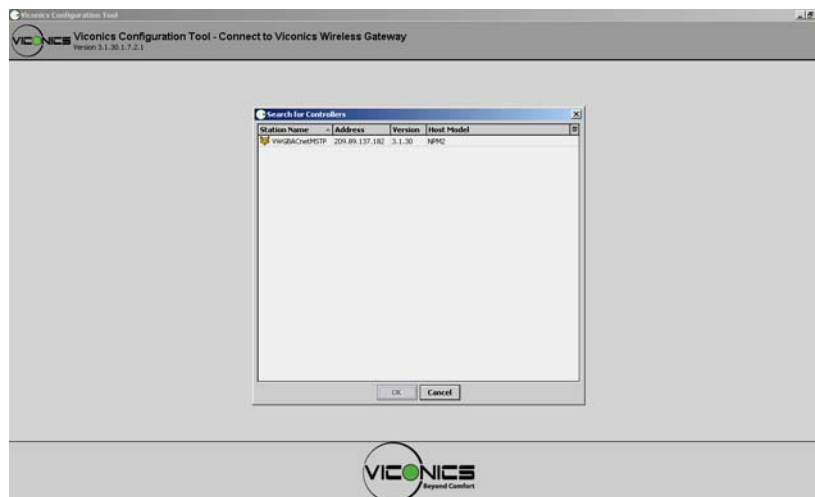 Viconics Configuration Tool
VICONICS
Viconics Configuration Tool - Connect to Viconics Wireless Gateway
Version 3.1.30.1.7.2.1
Search for Controllers
Station Name Address Version Host Model
VWGBACnetMSTP 209.89.137.182 3.1.30 NPM2
OK Cancel
VICONICS
Beyond Comfort